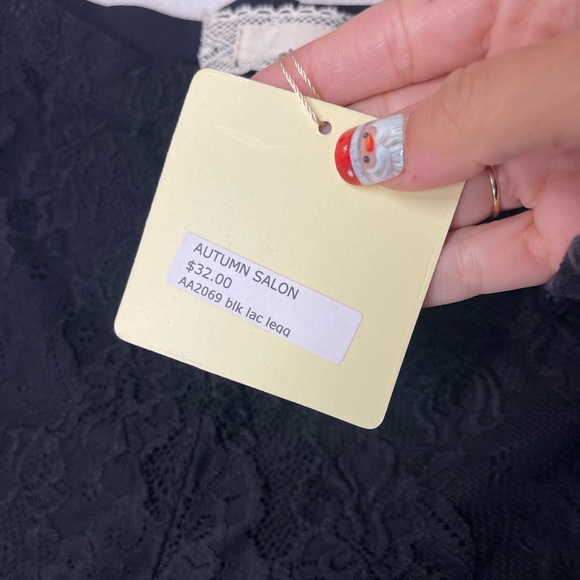 AUTUMN SALON
$32.00
AA2069 blk lac legg